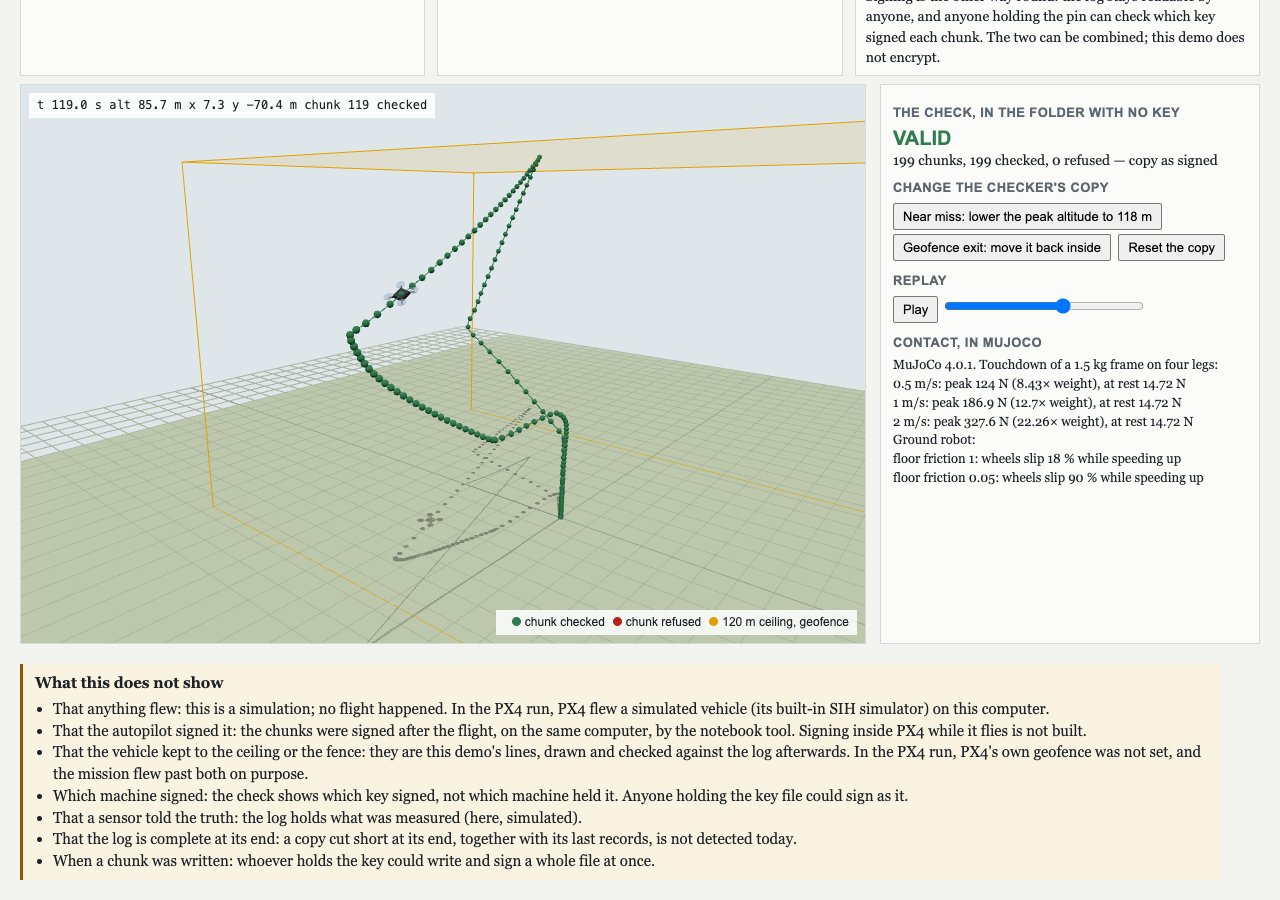 anyone, and anyone holding the pin can check which key
signed each chunk. The two can be combined; this demo does
not encrypt.
t 119.0 s alt 85.7 m x 7.3 y −70.4 m chunk 119 checked
chunk checked
chunk refused
120 m ceiling, geofence
THE CHECK, IN THE FOLDER WITH NO KEY
VALID
199 chunks, 199 checked, 0 refused — copy as signed
CHANGE THE CHECKER'S COPY
Near miss: lower the peak altitude to 118 m
Geofence exit: move it back inside
Reset the copy
REPLAY
Play
CONTACT, IN MUJOCO
MuJoCo 4.0.1. Touchdown of a 1.5 kg frame on four legs:
0.5 m/s: peak 124 N (8.43× weight), at rest 14.72 N
1 m/s: peak 186.9 N (12.7× weight), at rest 14.72 N
2 m/s: peak 327.6 N (22.26× weight), at rest 14.72 N
Ground robot:
floor friction 1: wheels slip 18 % while speeding up
floor friction 0.05: wheels slip 90 % while speeding up
What this does not show
• That anything flew: this is a simulation; no flight happened. In the PX4 run, PX4 flew a simulated vehicle (its built-in SIH simulator) on this computer.
• That the autopilot signed it: the chunks were signed after the flight, on the same computer, by the notebook tool. Signing inside PX4 while it flies is not built.
• That the vehicle kept to the ceiling or the fence: they are this demo's lines, drawn and checked against the log afterwards. In the PX4 run, PX4's own geofence was not set, and
the mission flew past both on purpose.
• Which machine signed: the check shows which key signed, not which machine held it. Anyone holding the key file could sign as it.
• That a sensor told the truth: the log holds what was measured (here, simulated).
• That the log is complete at its end: a copy cut short at its end, together with its last records, is not detected today.
• When a chunk was written: whoever holds the key could write and sign a whole file at once.